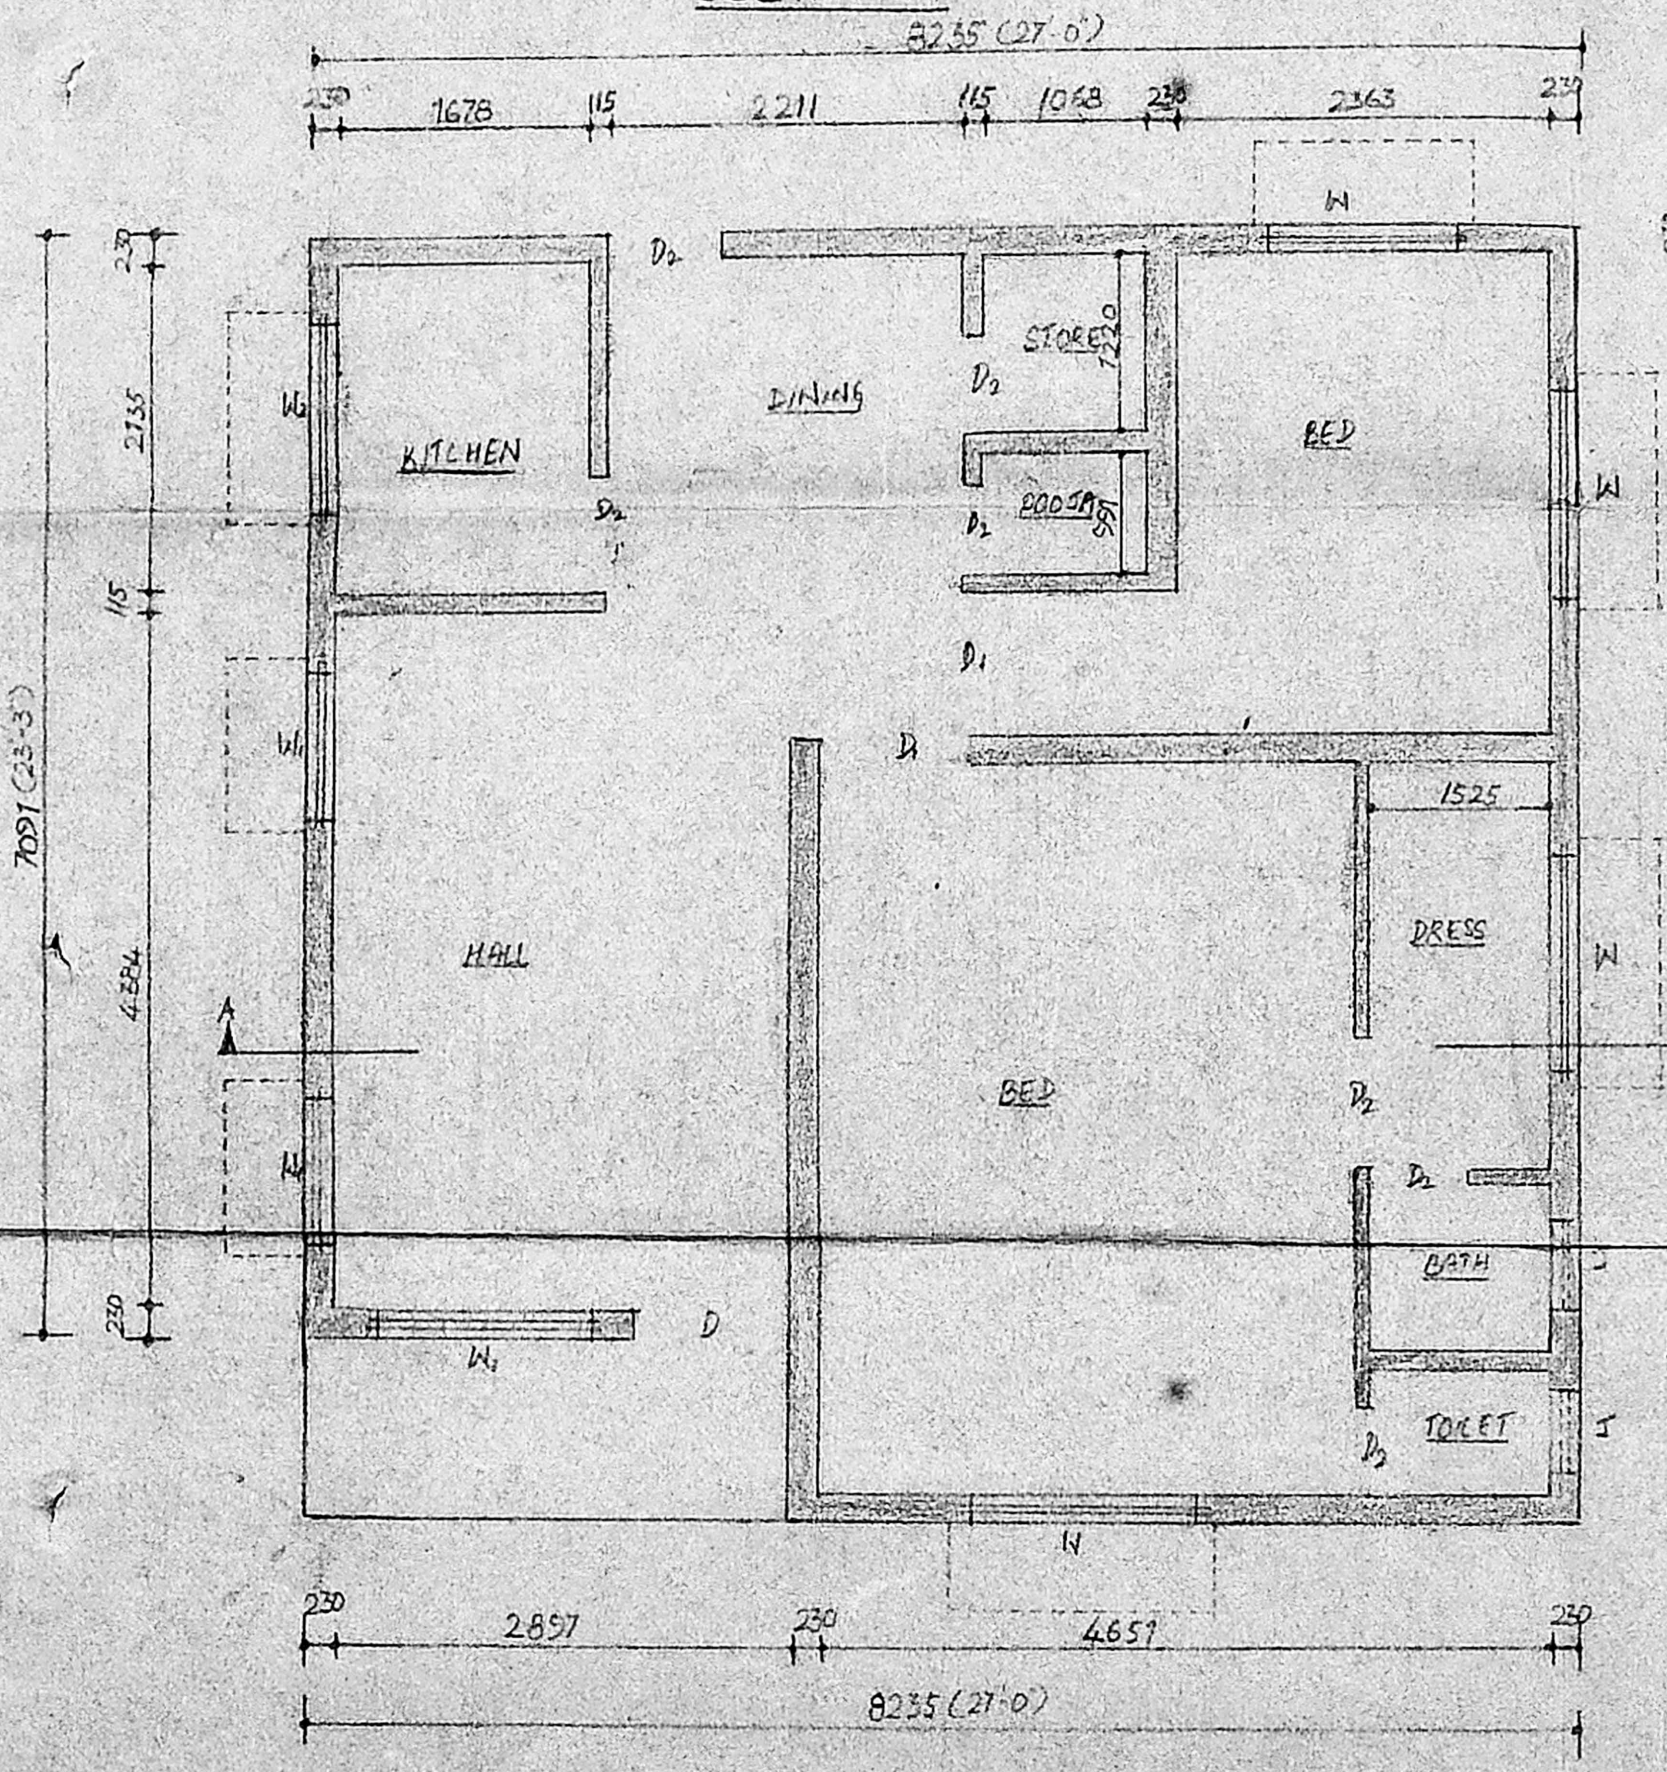 8235 (27'-0")
230 1678 115 2211 115 1068 230 2363 230
W
230
D2
STORE
1220
2135
W2
D2
DINING
BED
KITCHEN
W
D2
D2
POOJA
991
115
D1
7091 (23'-3")
W1
D1
1525
HALL
DRESS
W
4384
A
BED
D2
W1
D2
BATH
J
230
D
W1
TOILET
J
D2
W
230 2897 230 4651 230
8235 (27'-0)